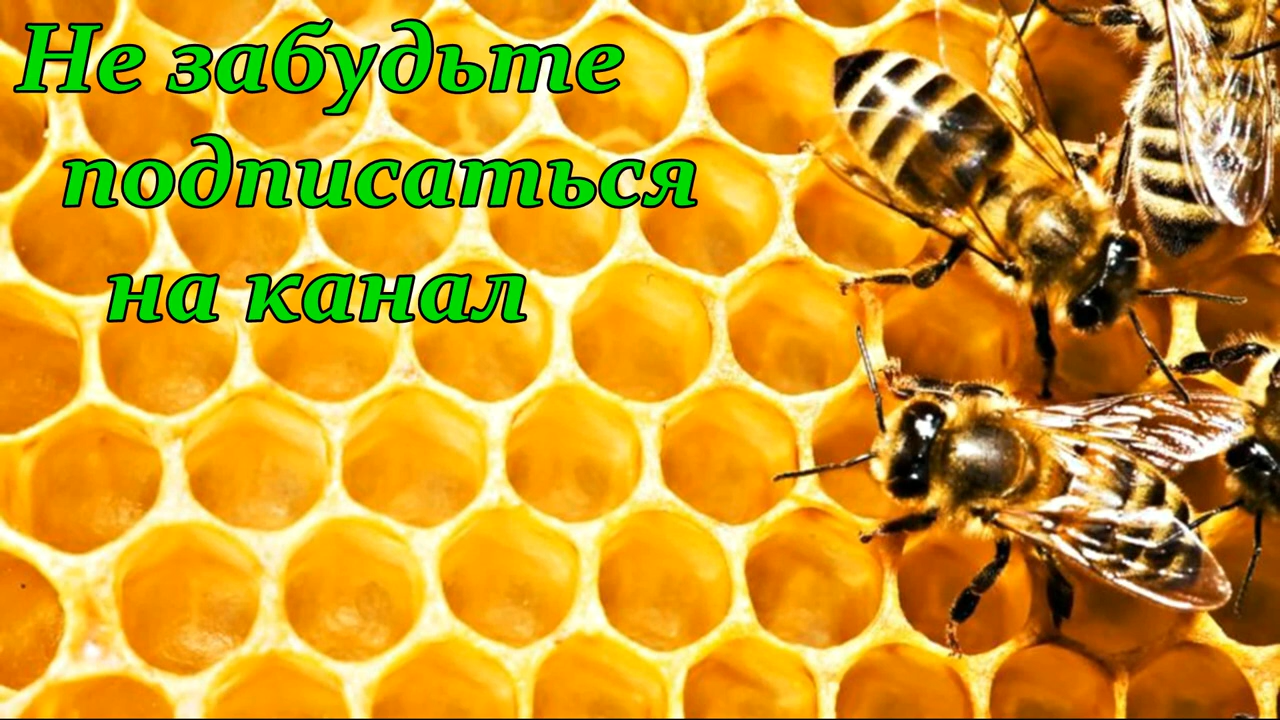 Не забудьте
подписаться
на канал